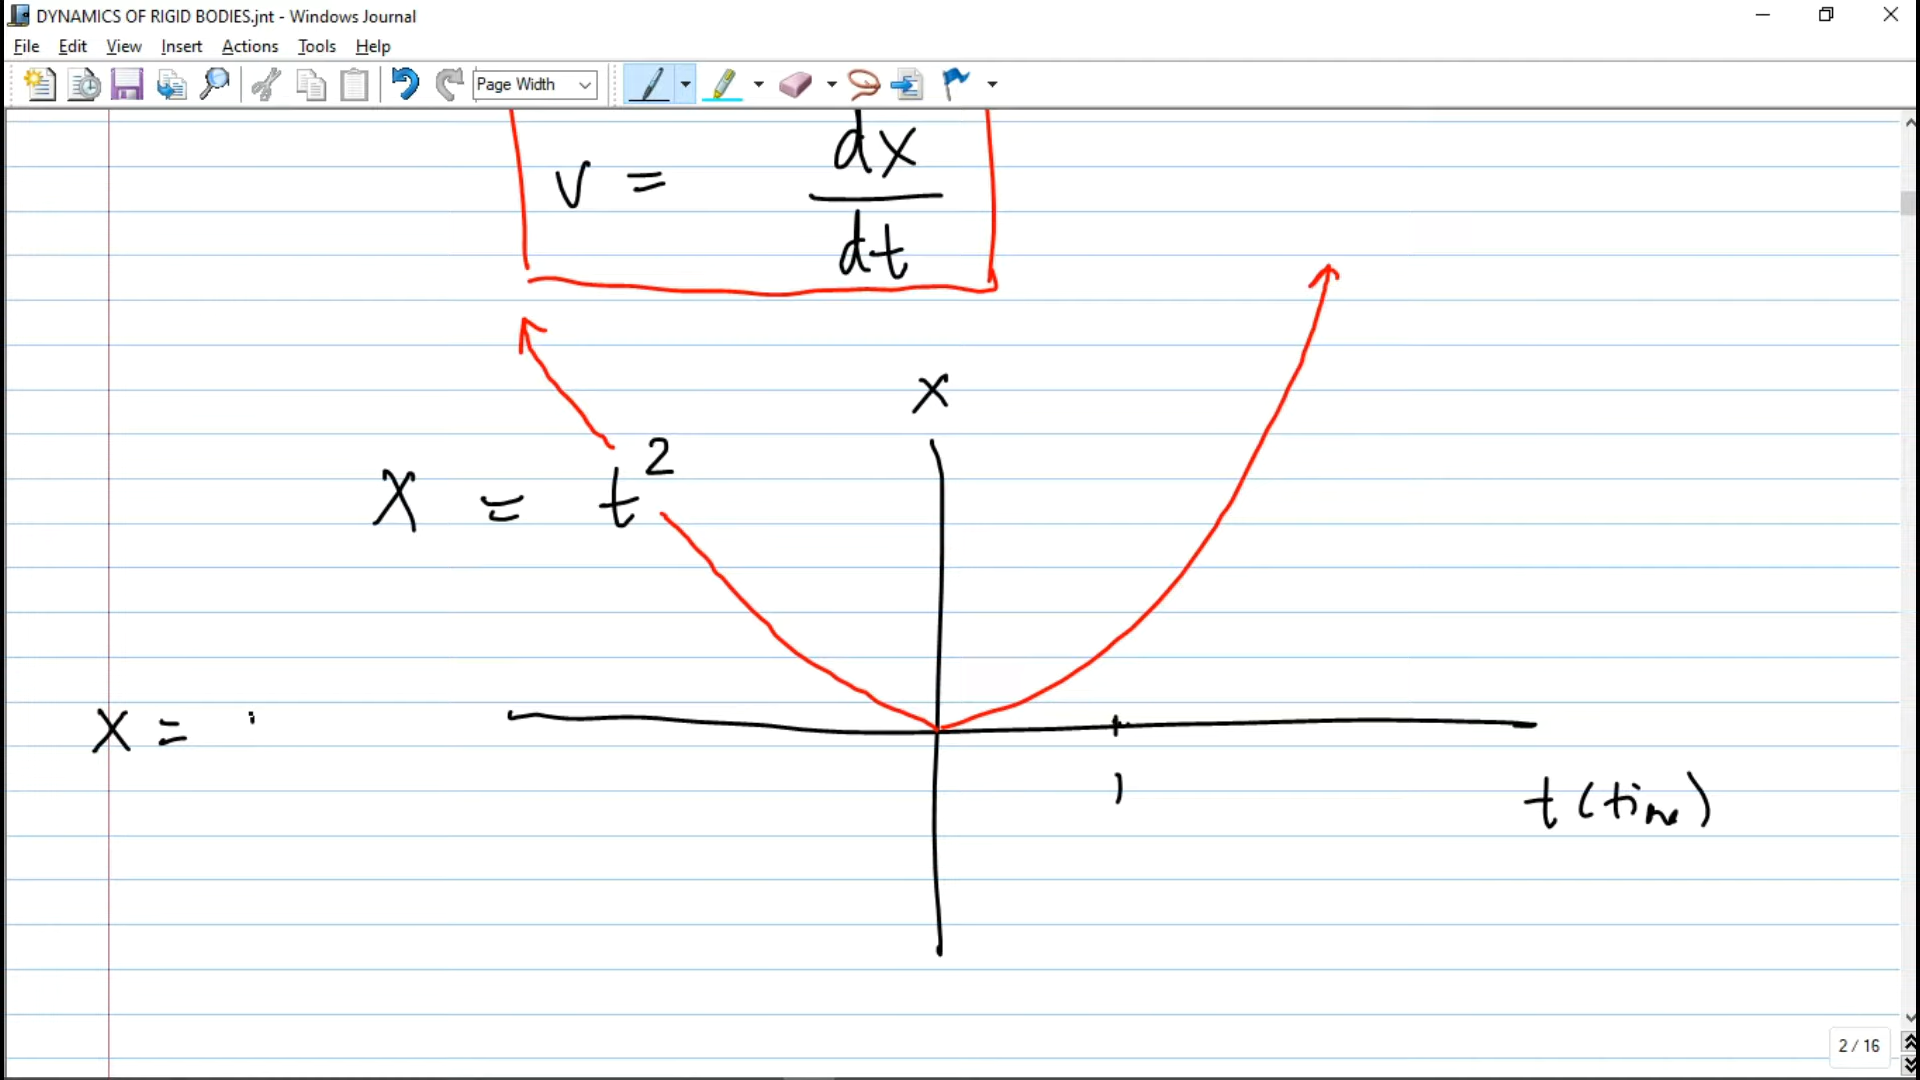 DYNAMICS OF RIGID BODIES.jnt - Windows Journal
File Edit View Insert Actions Tools Help
Page Width
v = dx
dt
x
X = t²
X =
1
t (time)
2 / 16